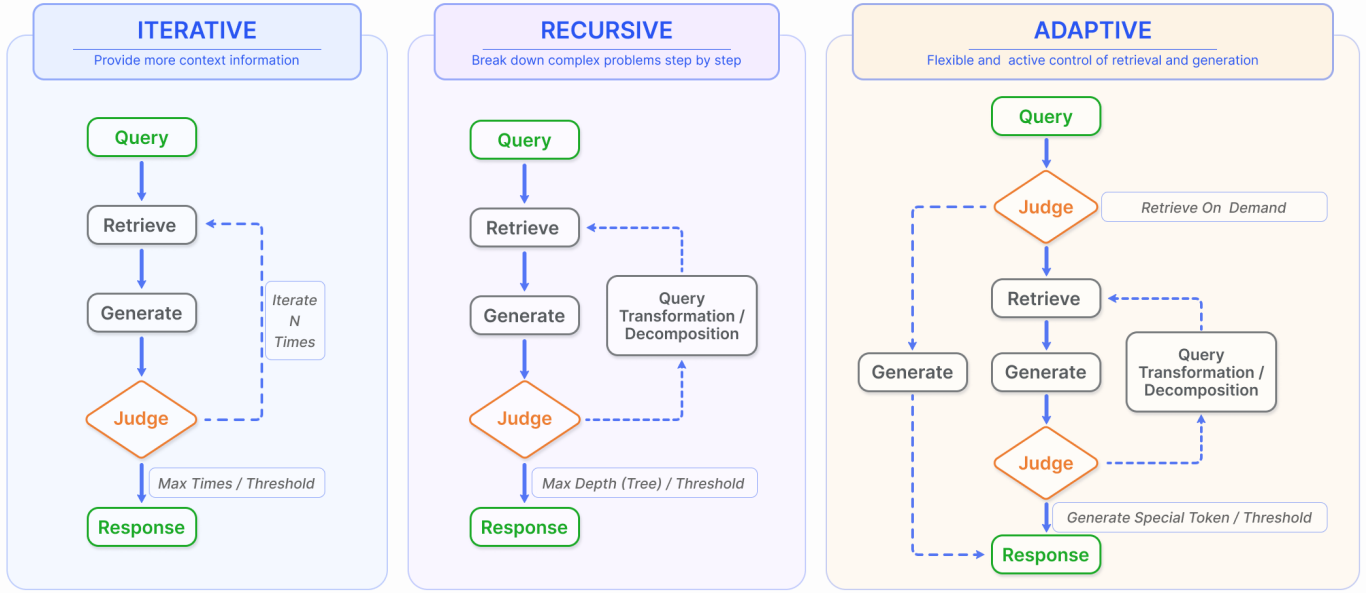 ITERATIVE
Provide more context information
Query
Retrieve
Generate
Iterate
N
Times
Judge
Max Times / Threshold
Response
RECURSIVE
Break down complex problems step by step
Query
Retrieve
Generate
Query
Transformation /
Decomposition
Judge
Max Depth (Tree) / Threshold
Response
ADAPTIVE
Flexible and active control of retrieval and generation
Query
Judge
Retrieve On Demand
Retrieve
Generate
Generate
Query
Transformation /
Decomposition
Judge
Generate Special Token / Threshold
Response